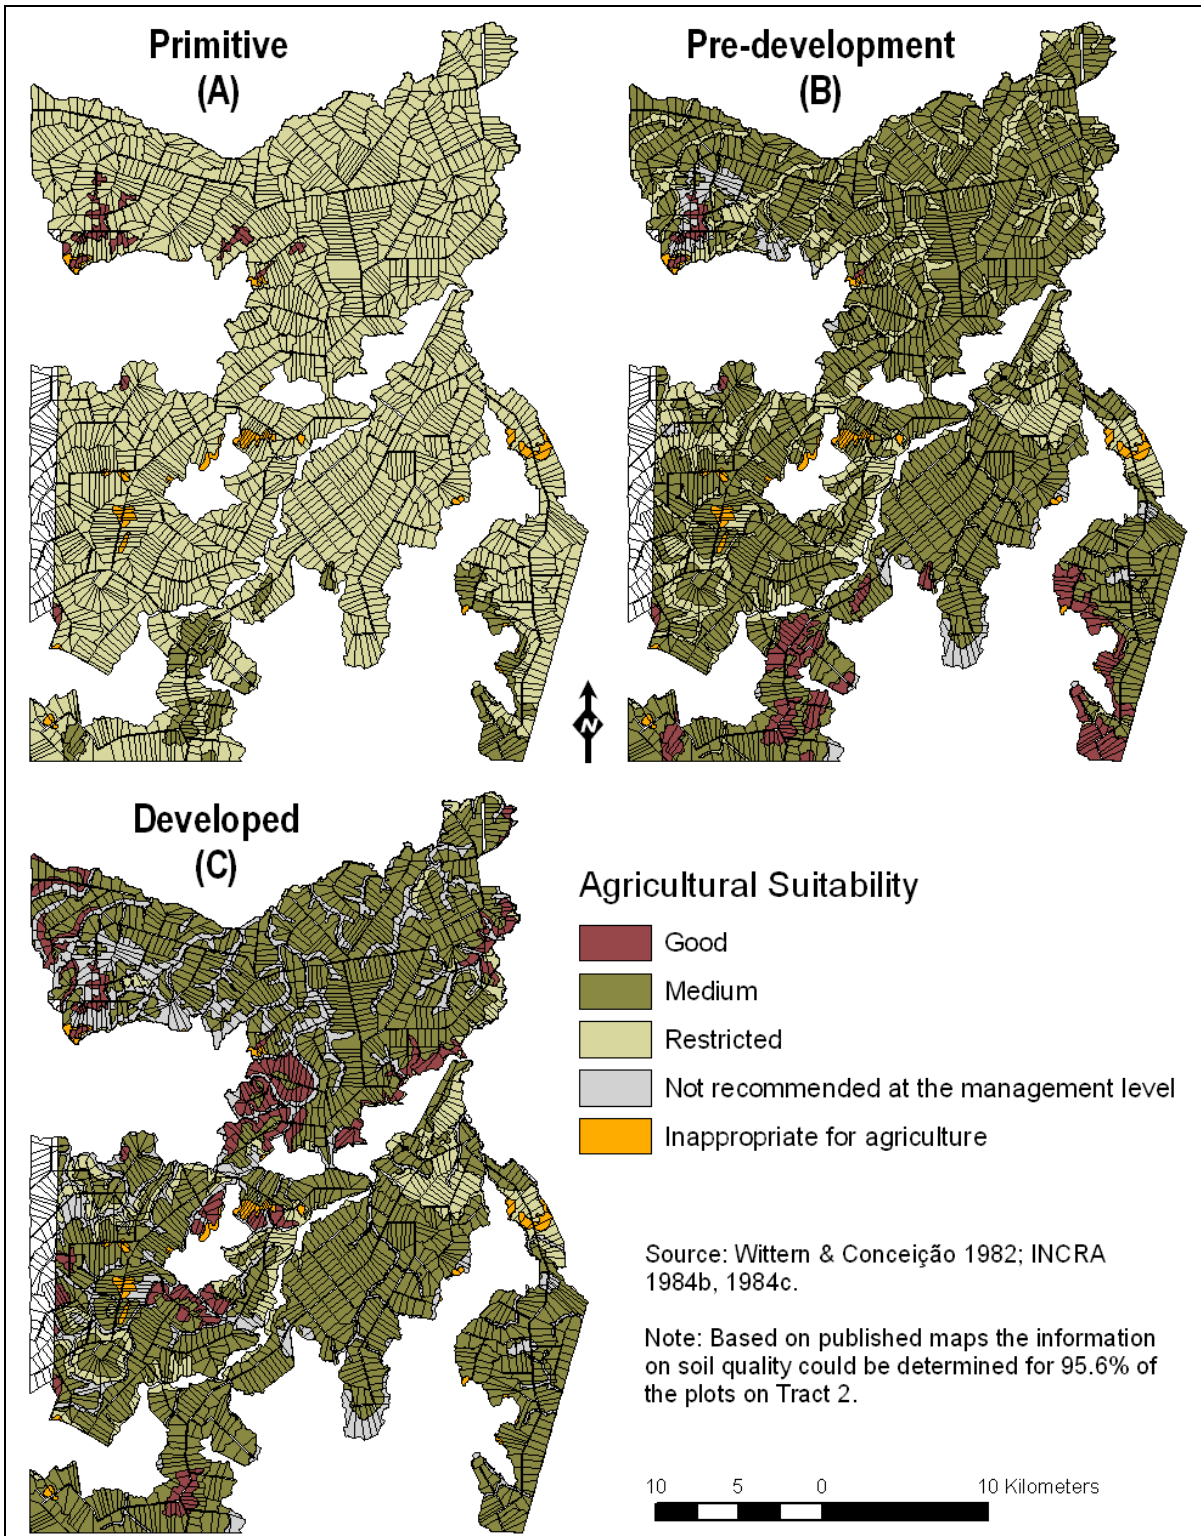 Primitive
(A)
Pre-development
(B)
N
Developed
(C)
Agricultural Suitability
Good
Medium
Restricted
Not recommended at the management level
Inappropriate for agriculture
Source: Wittern & Conceição 1982; INCRA
1984b, 1984c.
Note: Based on published maps the information
on soil quality could be determined for 95.6% of
the plots on Tract 2.
10 5 0 10 Kilometers